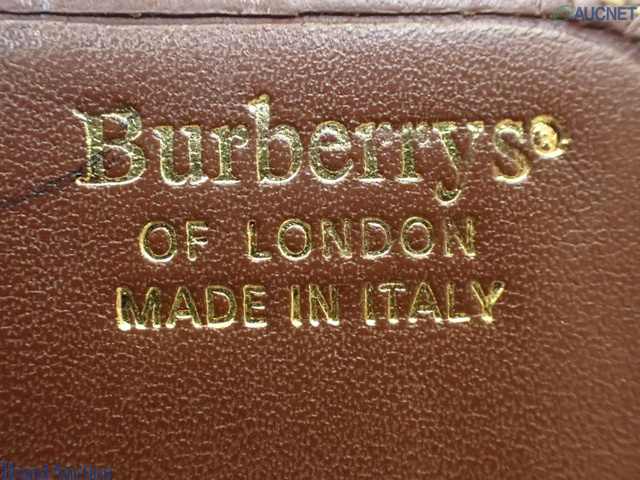 AUCNET
Burberrys®
OF LONDON
MADE IN ITALY
Brand Auction